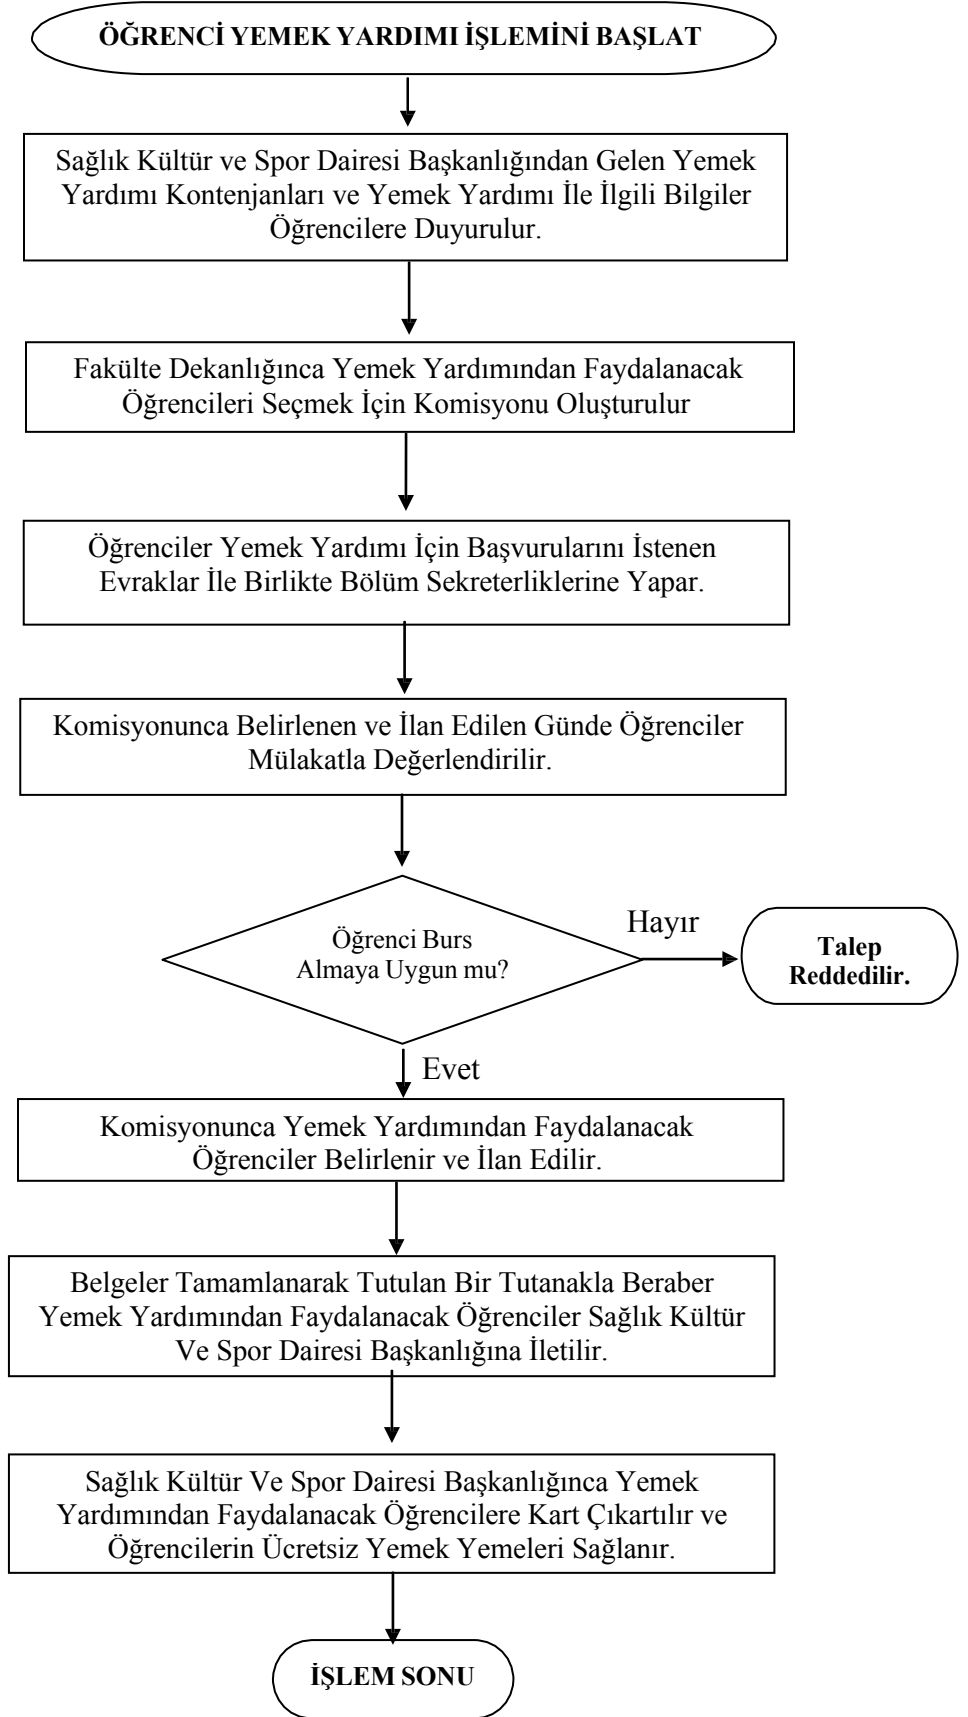 ÖĞRENCİ YEMEK YARDIMI İŞLEMİNİ BAŞLAT
Sağlık Kültür ve Spor Dairesi Başkanlığından Gelen Yemek
Yardımı Kontenjanları ve Yemek Yardımı İle İlgili Bilgiler
Öğrencilere Duyurulur.
Fakülte Dekanlığınca Yemek Yardımından Faydalanacak
Öğrencileri Seçmek İçin Komisyonu Oluşturulur
Öğrenciler Yemek Yardımı İçin Başvurularını İstenen
Evraklar İle Birlikte Bölüm Sekreterliklerine Yapar.
Komisyonunca Belirlenen ve İlan Edilen Günde Öğrenciler
Mülakatla Değerlendirilir.
Öğrenci Burs
Almaya Uygun mu?
Hayır
Talep
Reddedilir.
Evet
Komisyonunca Yemek Yardımından Faydalanacak
Öğrenciler Belirlenir ve İlan Edilir.
Belgeler Tamamlanarak Tutulan Bir Tutanakla Beraber
Yemek Yardımından Faydalanacak Öğrenciler Sağlık Kültür
Ve Spor Dairesi Başkanlığına İletilir.
Sağlık Kültür Ve Spor Dairesi Başkanlığınca Yemek
Yardımından Faydalanacak Öğrencilere Kart Çıkartılır ve
Öğrencilerin Ücretsiz Yemek Yemeleri Sağlanır.
İŞLEM SONU